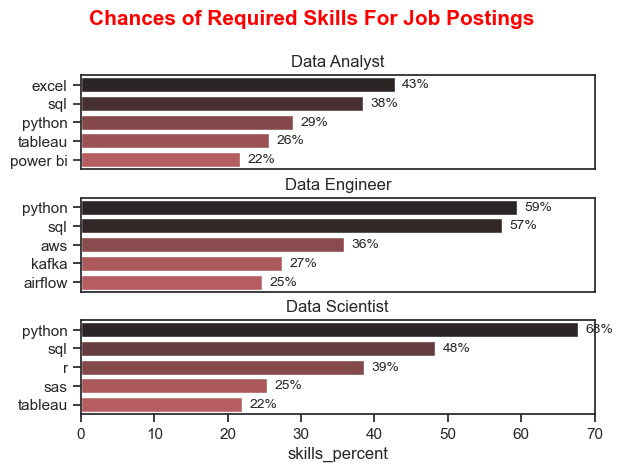 Chances of Required Skills For Job Postings
Data Analyst
excel 43%
sql 38%
python 29%
tableau 26%
power bi 22%
Data Engineer
python 59%
sql 57%
aws 36%
kafka 27%
airflow 25%
Data Scientist
python 68%
sql 48%
r 39%
sas 25%
tableau 22%
0 10 20 30 40 50 60 70
skills_percent